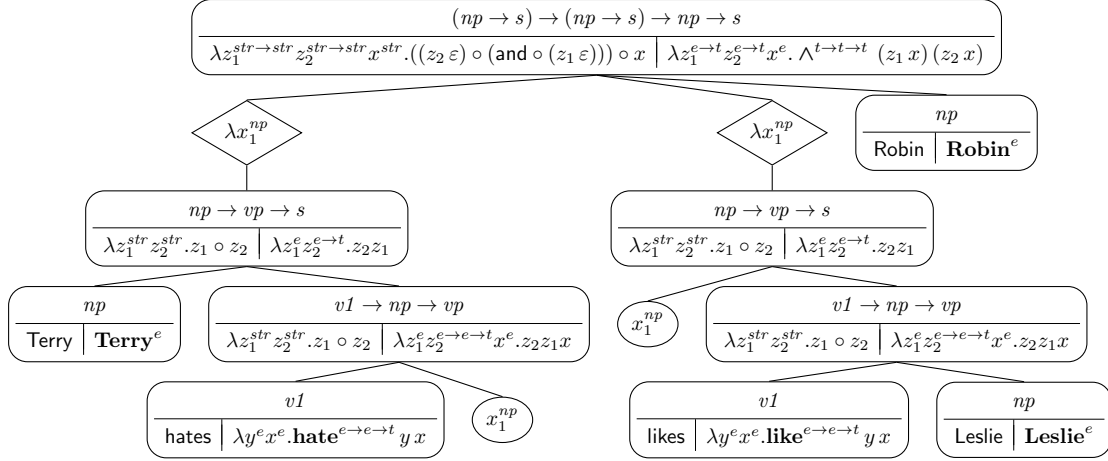 (np → s) → (np → s) → np → s
λz₁^{str→str} z₂^{str→str} x^{str}.((z₂ ε) ∘ (and ∘ (z₁ ε))) ∘ x | λz₁^{e→t} z₂^{e→t} x^e. ∧^{t→t→t} (z₁ x) (z₂ x)
λx₁^{np}
λx₁^{np}
np
Robin | Robin^e
np → vp → s
λz₁^{str} z₂^{str}.z₁ ∘ z₂ | λz₁^e z₂^{e→t}.z₂z₁
np → vp → s
λz₁^{str} z₂^{str}.z₁ ∘ z₂ | λz₁^e z₂^{e→t}.z₂z₁
np
Terry | Terry^e
v1 → np → vp
λz₁^{str} z₂^{str}.z₁ ∘ z₂ | λz₁^e z₂^{e→e→t} x^e.z₂z₁x
x₁^{np}
v1 → np → vp
λz₁^{str} z₂^{str}.z₁ ∘ z₂ | λz₁^e z₂^{e→e→t} x^e.z₂z₁x
v1
hates | λy^e x^e.hate^{e→e→t} y x
x₁^{np}
v1
likes | λy^e x^e.like^{e→e→t} y x
np
Leslie | Leslie^e